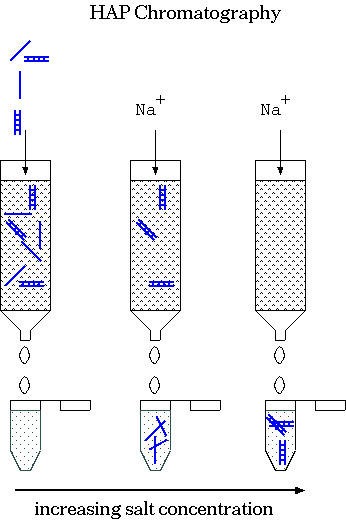 HAP Chromatography
Na+ Na+
increasing salt concentration